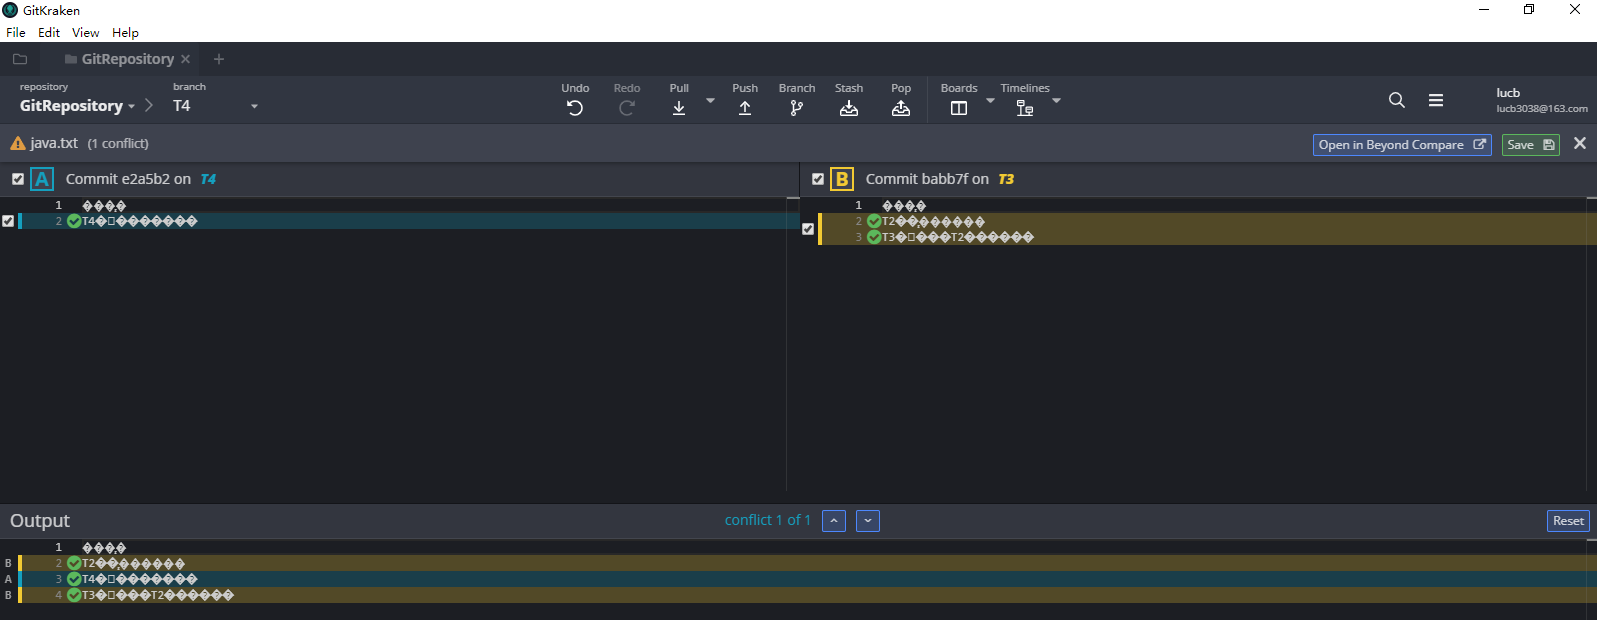 GitKraken
File Edit View Help
GitRepository
repository
GitRepository
branch
T4
Undo Redo Pull Push Branch Stash Pop Boards Timelines
lucb
lucb3038@163.com
java.txt (1 conflict)
Open in Beyond Compare
Save
A Commit e2a5b2 on T4
1 ����̩�
2 T4�������������
B Commit babb7f on T3
1 ����̩�
2 T2��̩������
3 T3������T2������
Output
conflict 1 of 1
Reset
1 ����̩�
B 2 T2��̩������
A 3 T4�������������
B 4 T3������T2������